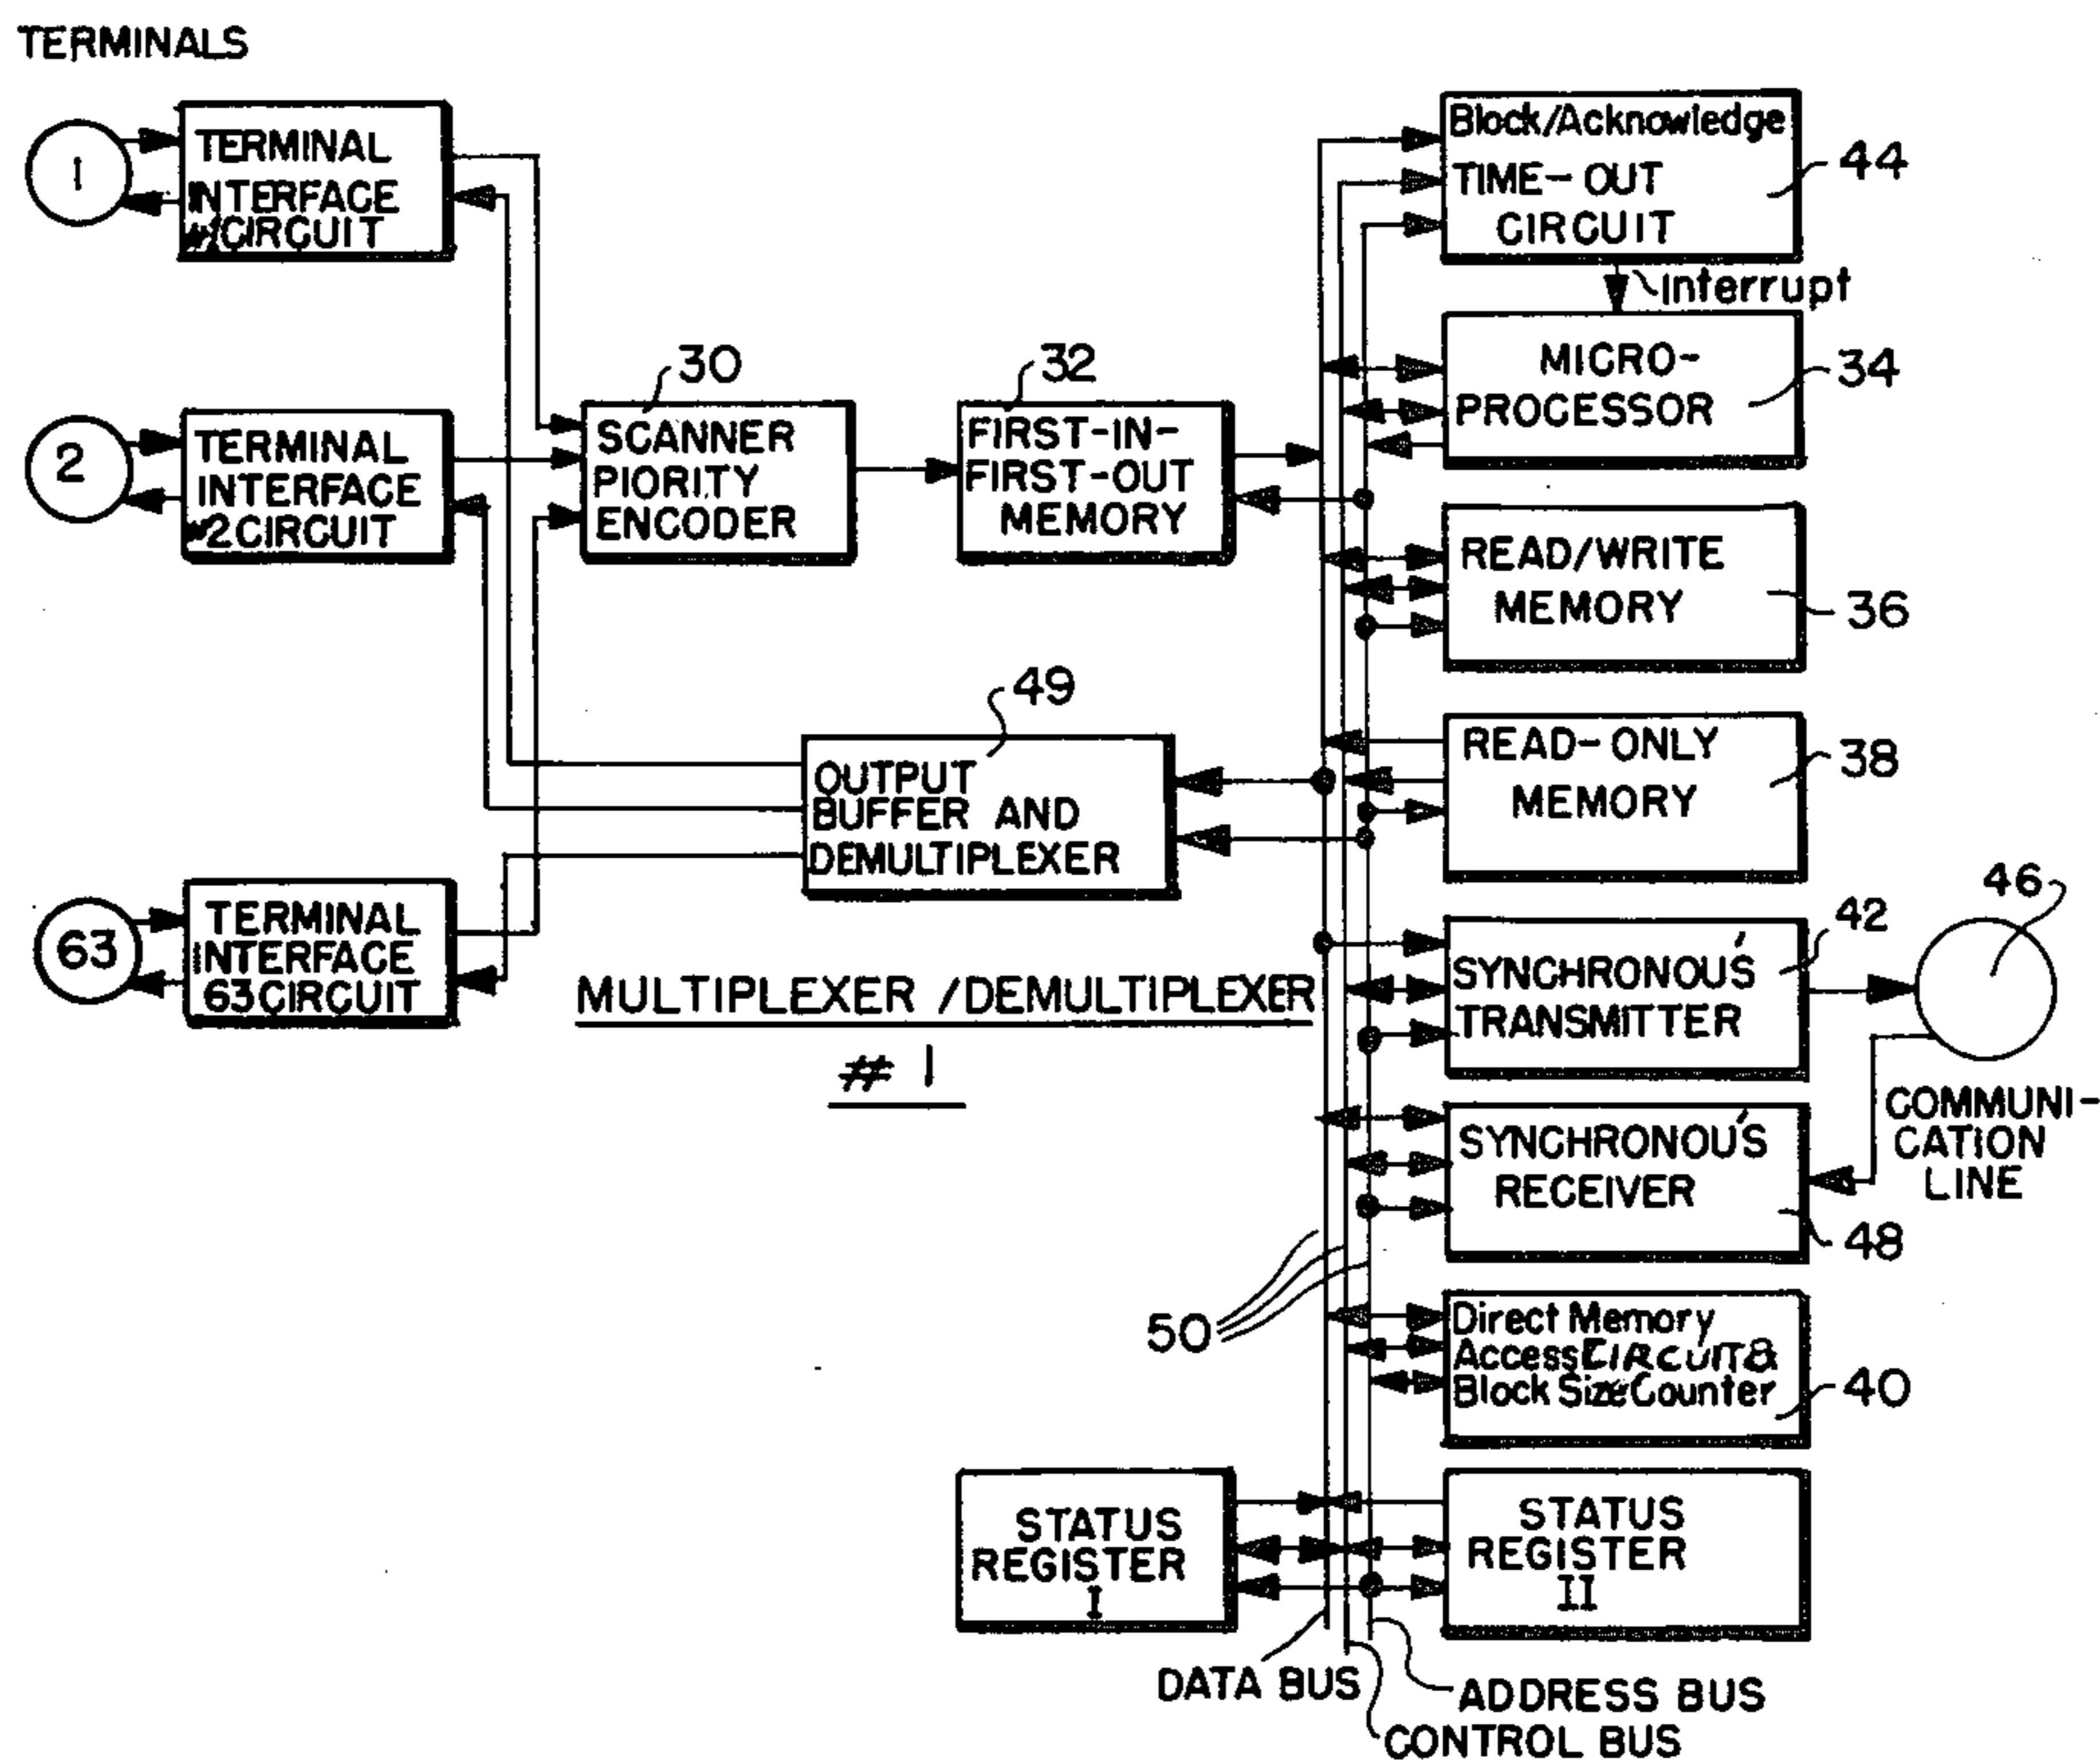 TERMINALS
1
TERMINAL
INTERFACE
#1CIRCUIT
2
TERMINAL
INTERFACE
#2CIRCUIT
63
TERMINAL
INTERFACE
63CIRCUIT
30
SCANNER
PIORITY
ENCODER
32
FIRST-IN-
FIRST-OUT
MEMORY
49
OUTPUT
BUFFER AND
DEMULTIPLEXER
MULTIPLEXER /DEMULTIPLEXER
# 1
Block/Acknowledge
TIME-OUT
CIRCUIT
44
Interrupt
MICRO-
PROCESSOR
34
READ/WRITE
MEMORY
36
READ-ONLY
MEMORY
38
SYNCHRONOUS
TRANSMITTER
42
46
COMMUNI-
CATION
LINE
SYNCHRONOUS
RECEIVER
48
50
Direct Memory
Access CIRCUIT &
Block Size Counter
40
STATUS
REGISTER
I
STATUS
REGISTER
II
DATA BUS
ADDRESS BUS
CONTROL BUS